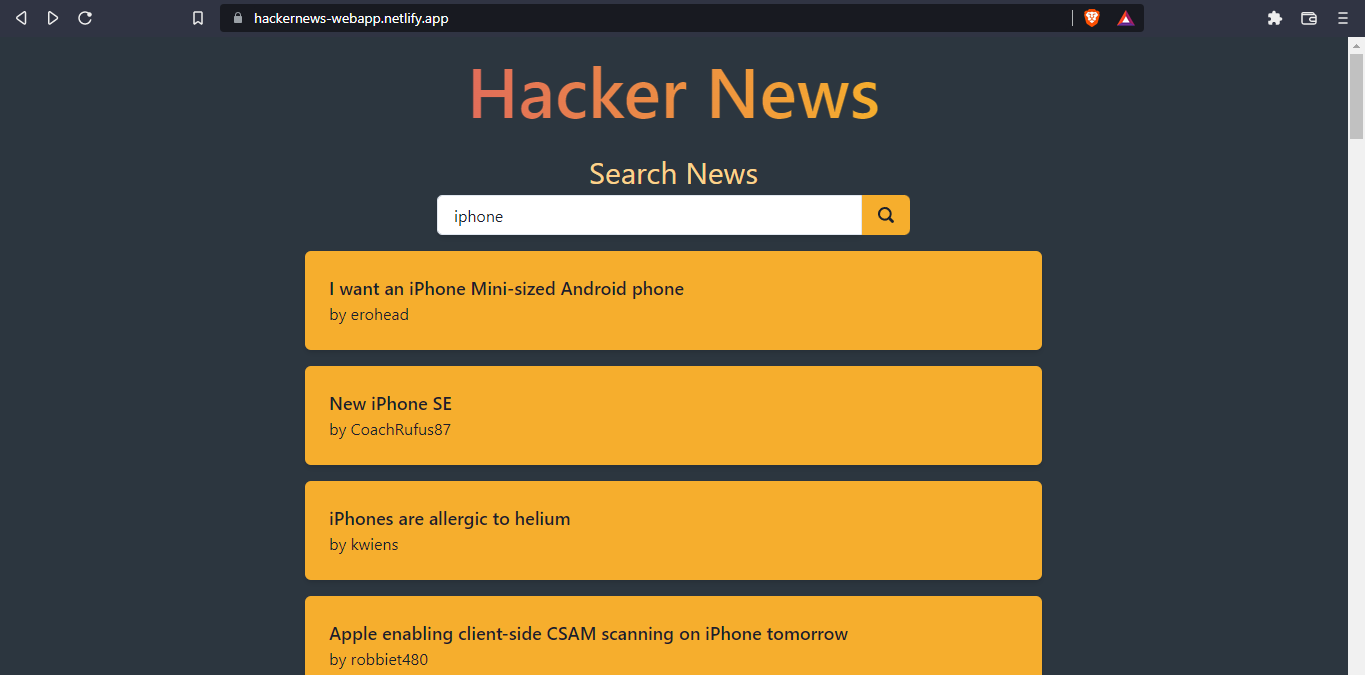 hackernews-webapp.netlify.app
Hacker News
Search News
iphone
I want an iPhone Mini-sized Android phone
by erohead
New iPhone SE
by CoachRufus87
iPhones are allergic to helium
by kwiens
Apple enabling client-side CSAM scanning on iPhone tomorrow
by robbiet480